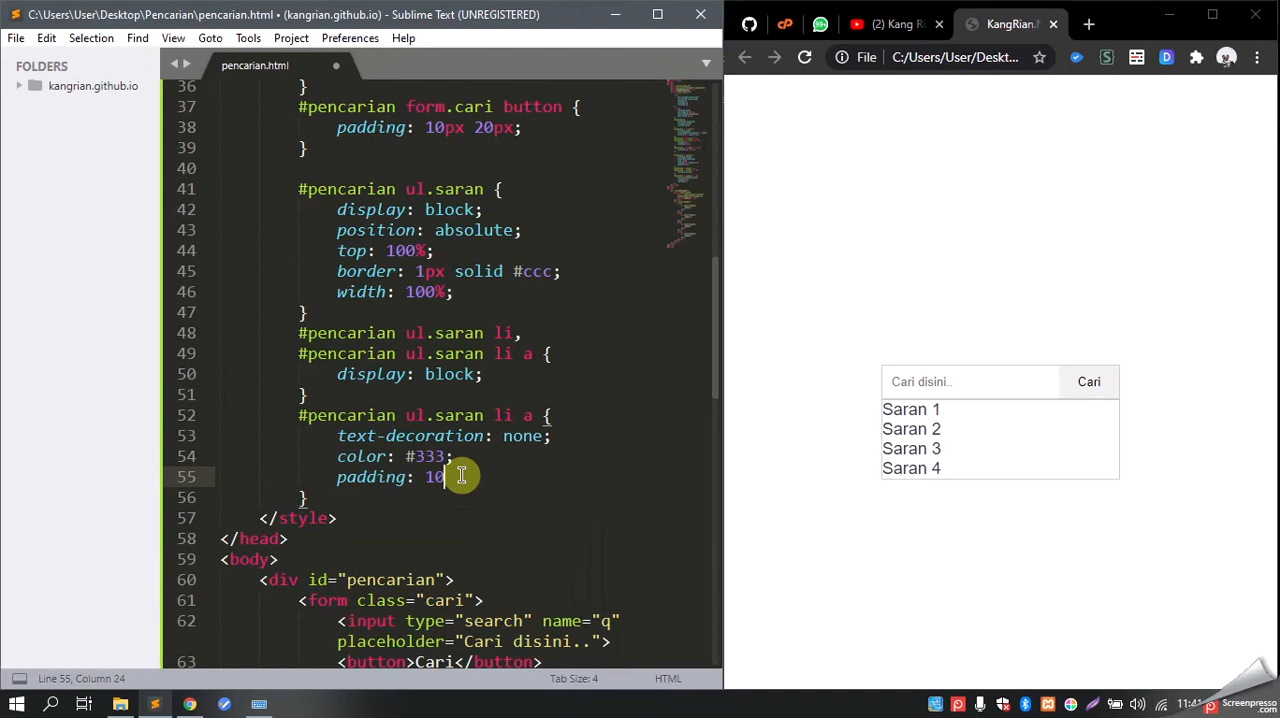 C:\Users\User\Desktop\Pencarian\pencarian.html • (kangrian.github.io) - Sublime Text (UNREGISTERED)
File Edit Selection Find View Goto Tools Project Preferences Help
FOLDERS
kangrian.github.io
pencarian.html
36 }
37 #pencarian form.cari button {
38 padding: 10px 20px;
39 }
40
41 #pencarian ul.saran {
42 display: block;
43 position: absolute;
44 top: 100%;
45 border: 1px solid #ccc;
46 width: 100%;
47 }
48 #pencarian ul.saran li,
49 #pencarian ul.saran li a {
50 display: block;
51 }
52 #pencarian ul.saran li a {
53 text-decoration: none;
54 color: #333;
55 padding: 10
56 }
57 </style>
58 </head>
59 <body>
60 <div id="pencarian">
61 <form class="cari">
62 <input type="search" name="q"
placeholder="Cari disini..">
63 <button>Cari</button>
Line 55, Column 24
Tab Size: 4
HTML
cP
99+
(2) Kang Ri
KangRian.N
File
C:/Users/User/Deskt...
S
D
Cari disini..
Cari
Saran 1
Saran 2
Saran 3
Saran 4
11:41
Screenpresso
.com